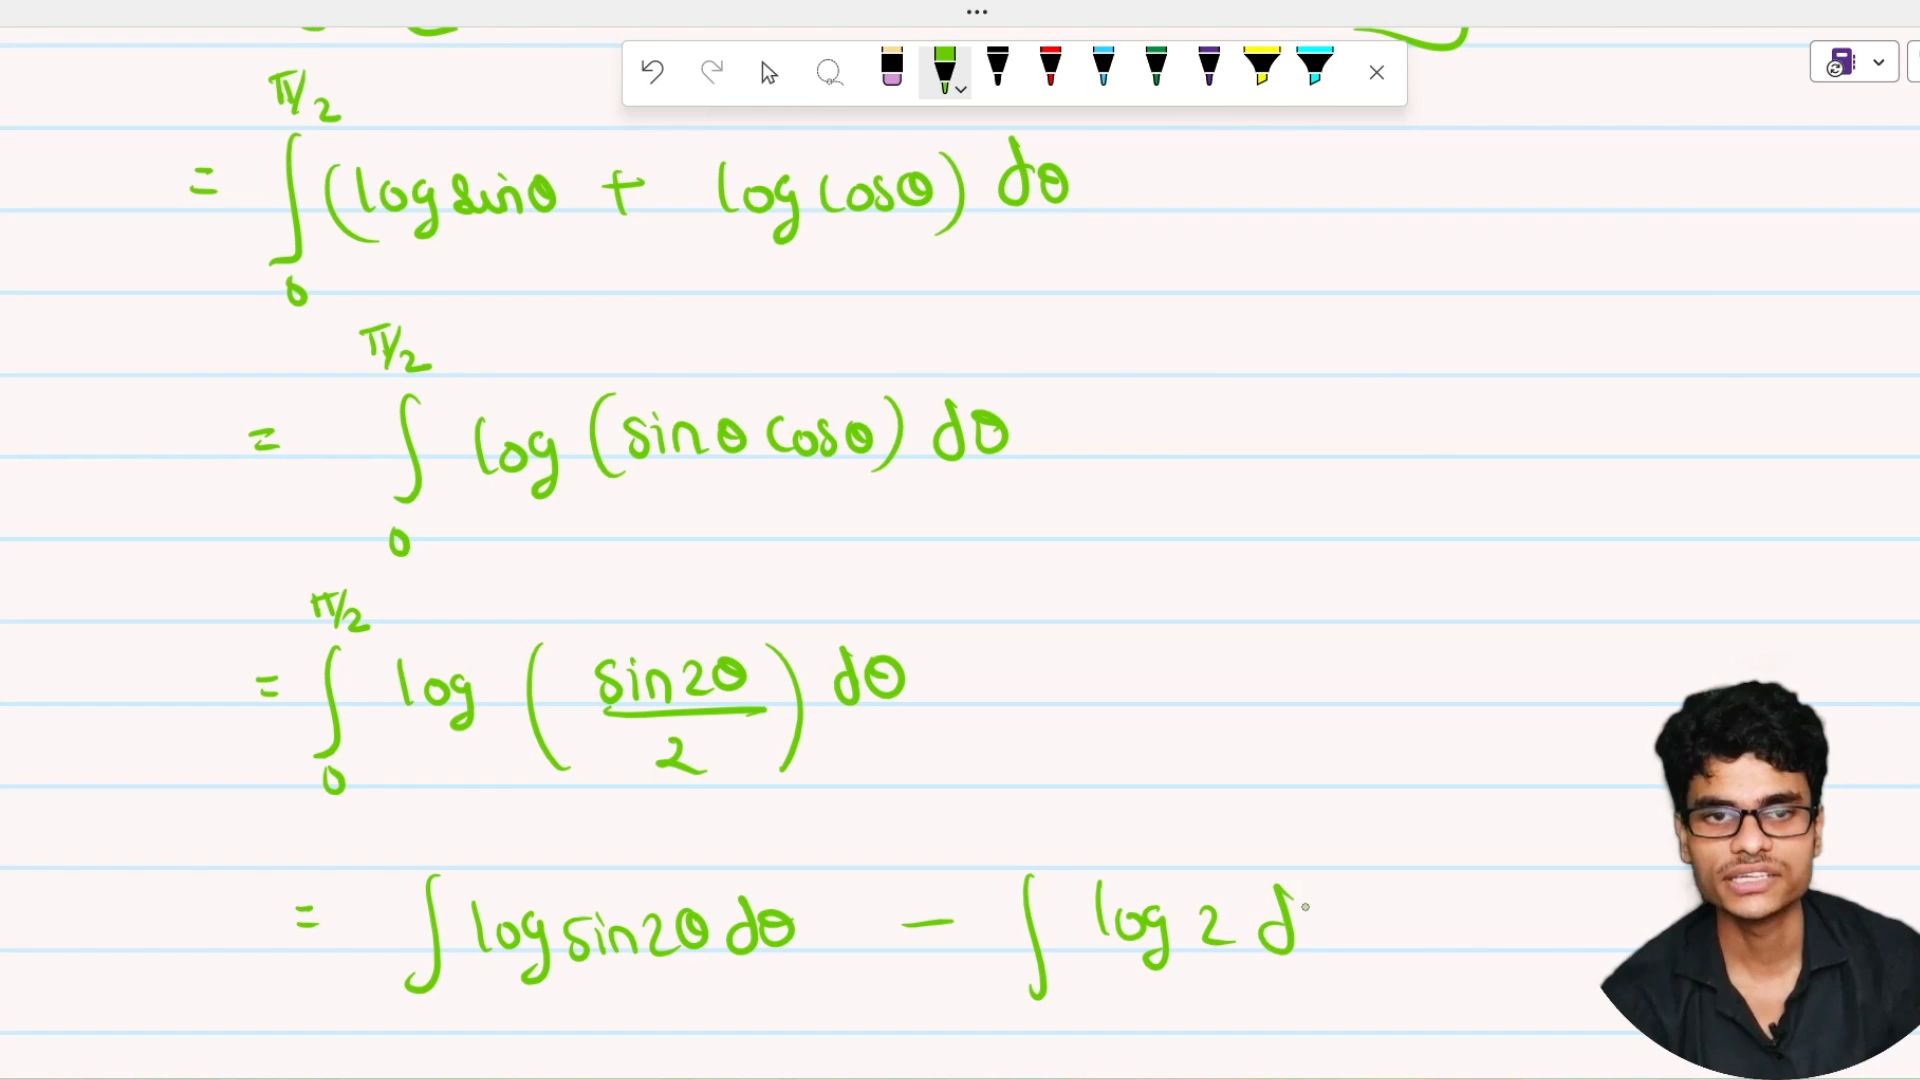 π/2
= ∫ (log sinθ + log cosθ) dθ
0
π/2
= ∫ log (sinθ cosθ) dθ
0
π/2
= ∫ log (sin2θ / 2) dθ
0
= ∫ log sin2θ dθ — ∫ log 2 d